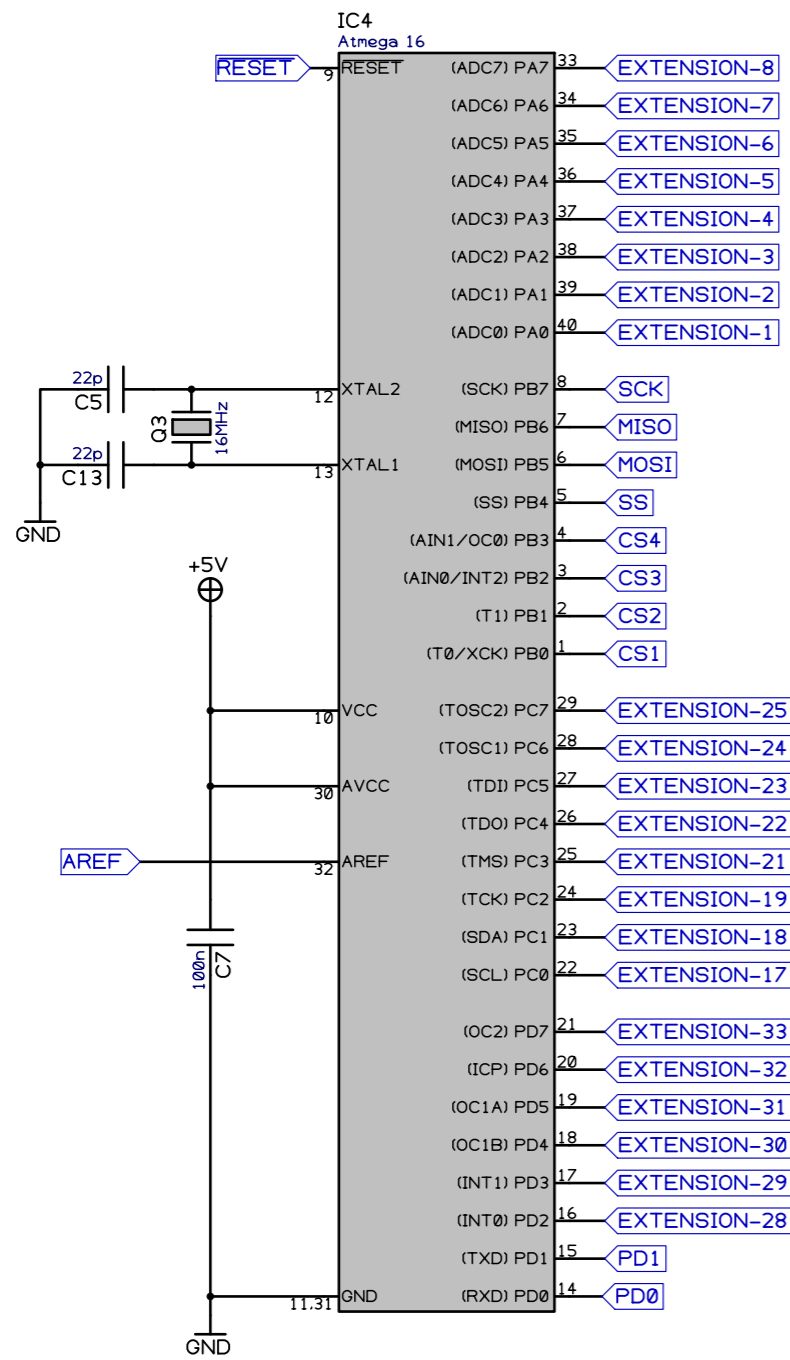 IC4
Atmega 16
RESET 9 RESET (ADC7) PA7 33 EXTENSION-8
(ADC6) PA6 34 EXTENSION-7
(ADC5) PA5 35 EXTENSION-6
(ADC4) PA4 36 EXTENSION-5
(ADC3) PA3 37 EXTENSION-4
(ADC2) PA2 38 EXTENSION-3
(ADC1) PA1 39 EXTENSION-2
(ADC0) PA0 40 EXTENSION-1
22p
C5
12 XTAL2 (SCK) PB7 8 SCK
Q3
16MHz
(MISO) PB6 7 MISO
22p
C13
13 XTAL1 (MOSI) PB5 6 MOSI
(SS) PB4 5 SS
GND
(AIN1/OC0) PB3 4 CS4
+5V
(AIN0/INT2) PB2 3 CS3
(T1) PB1 2 CS2
(T0/XCK) PB0 1 CS1
10 VCC (TOSC2) PC7 29 EXTENSION-25
(TOSC1) PC6 28 EXTENSION-24
30 AVCC (TDI) PC5 27 EXTENSION-23
(TDO) PC4 26 EXTENSION-22
AREF 32 AREF (TMS) PC3 25 EXTENSION-21
(TCK) PC2 24 EXTENSION-19
100n
C7
(SDA) PC1 23 EXTENSION-18
(SCL) PC0 22 EXTENSION-17
(OC2) PD7 21 EXTENSION-33
(ICP) PD6 20 EXTENSION-32
(OC1A) PD5 19 EXTENSION-31
(OC1B) PD4 18 EXTENSION-30
(INT1) PD3 17 EXTENSION-29
(INT0) PD2 16 EXTENSION-28
(TXD) PD1 15 PD1
11,31 GND (RXD) PD0 14 PD0
GND